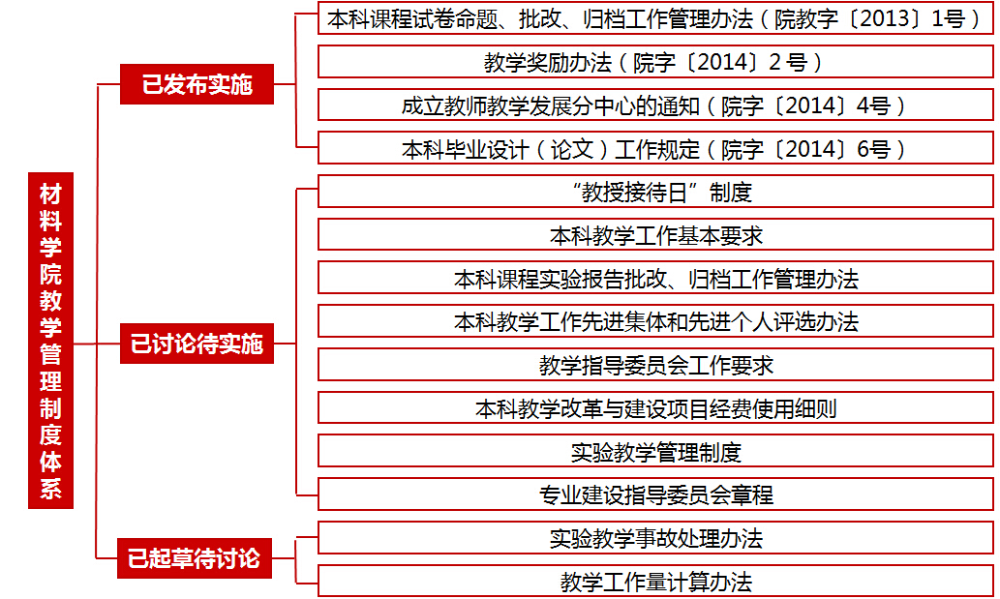 材料学院教学管理制度体系
已发布实施
本科课程试卷命题、批改、归档工作管理办法（院教字〔2013〕1号）
教学奖励办法（院字〔2014〕2号）
成立教师教学发展分中心的通知（院字〔2014〕4号）
本科毕业设计（论文）工作规定（院字〔2014〕6号）
已讨论待实施
“教授接待日”制度
本科教学工作基本要求
本科课程实验报告批改、归档工作管理办法
本科教学工作先进集体和先进个人评选办法
教学指导委员会工作要求
本科教学改革与建设项目经费使用细则
实验教学管理制度
专业建设指导委员会章程
已起草待讨论
实验教学事故处理办法
教学工作量计算办法